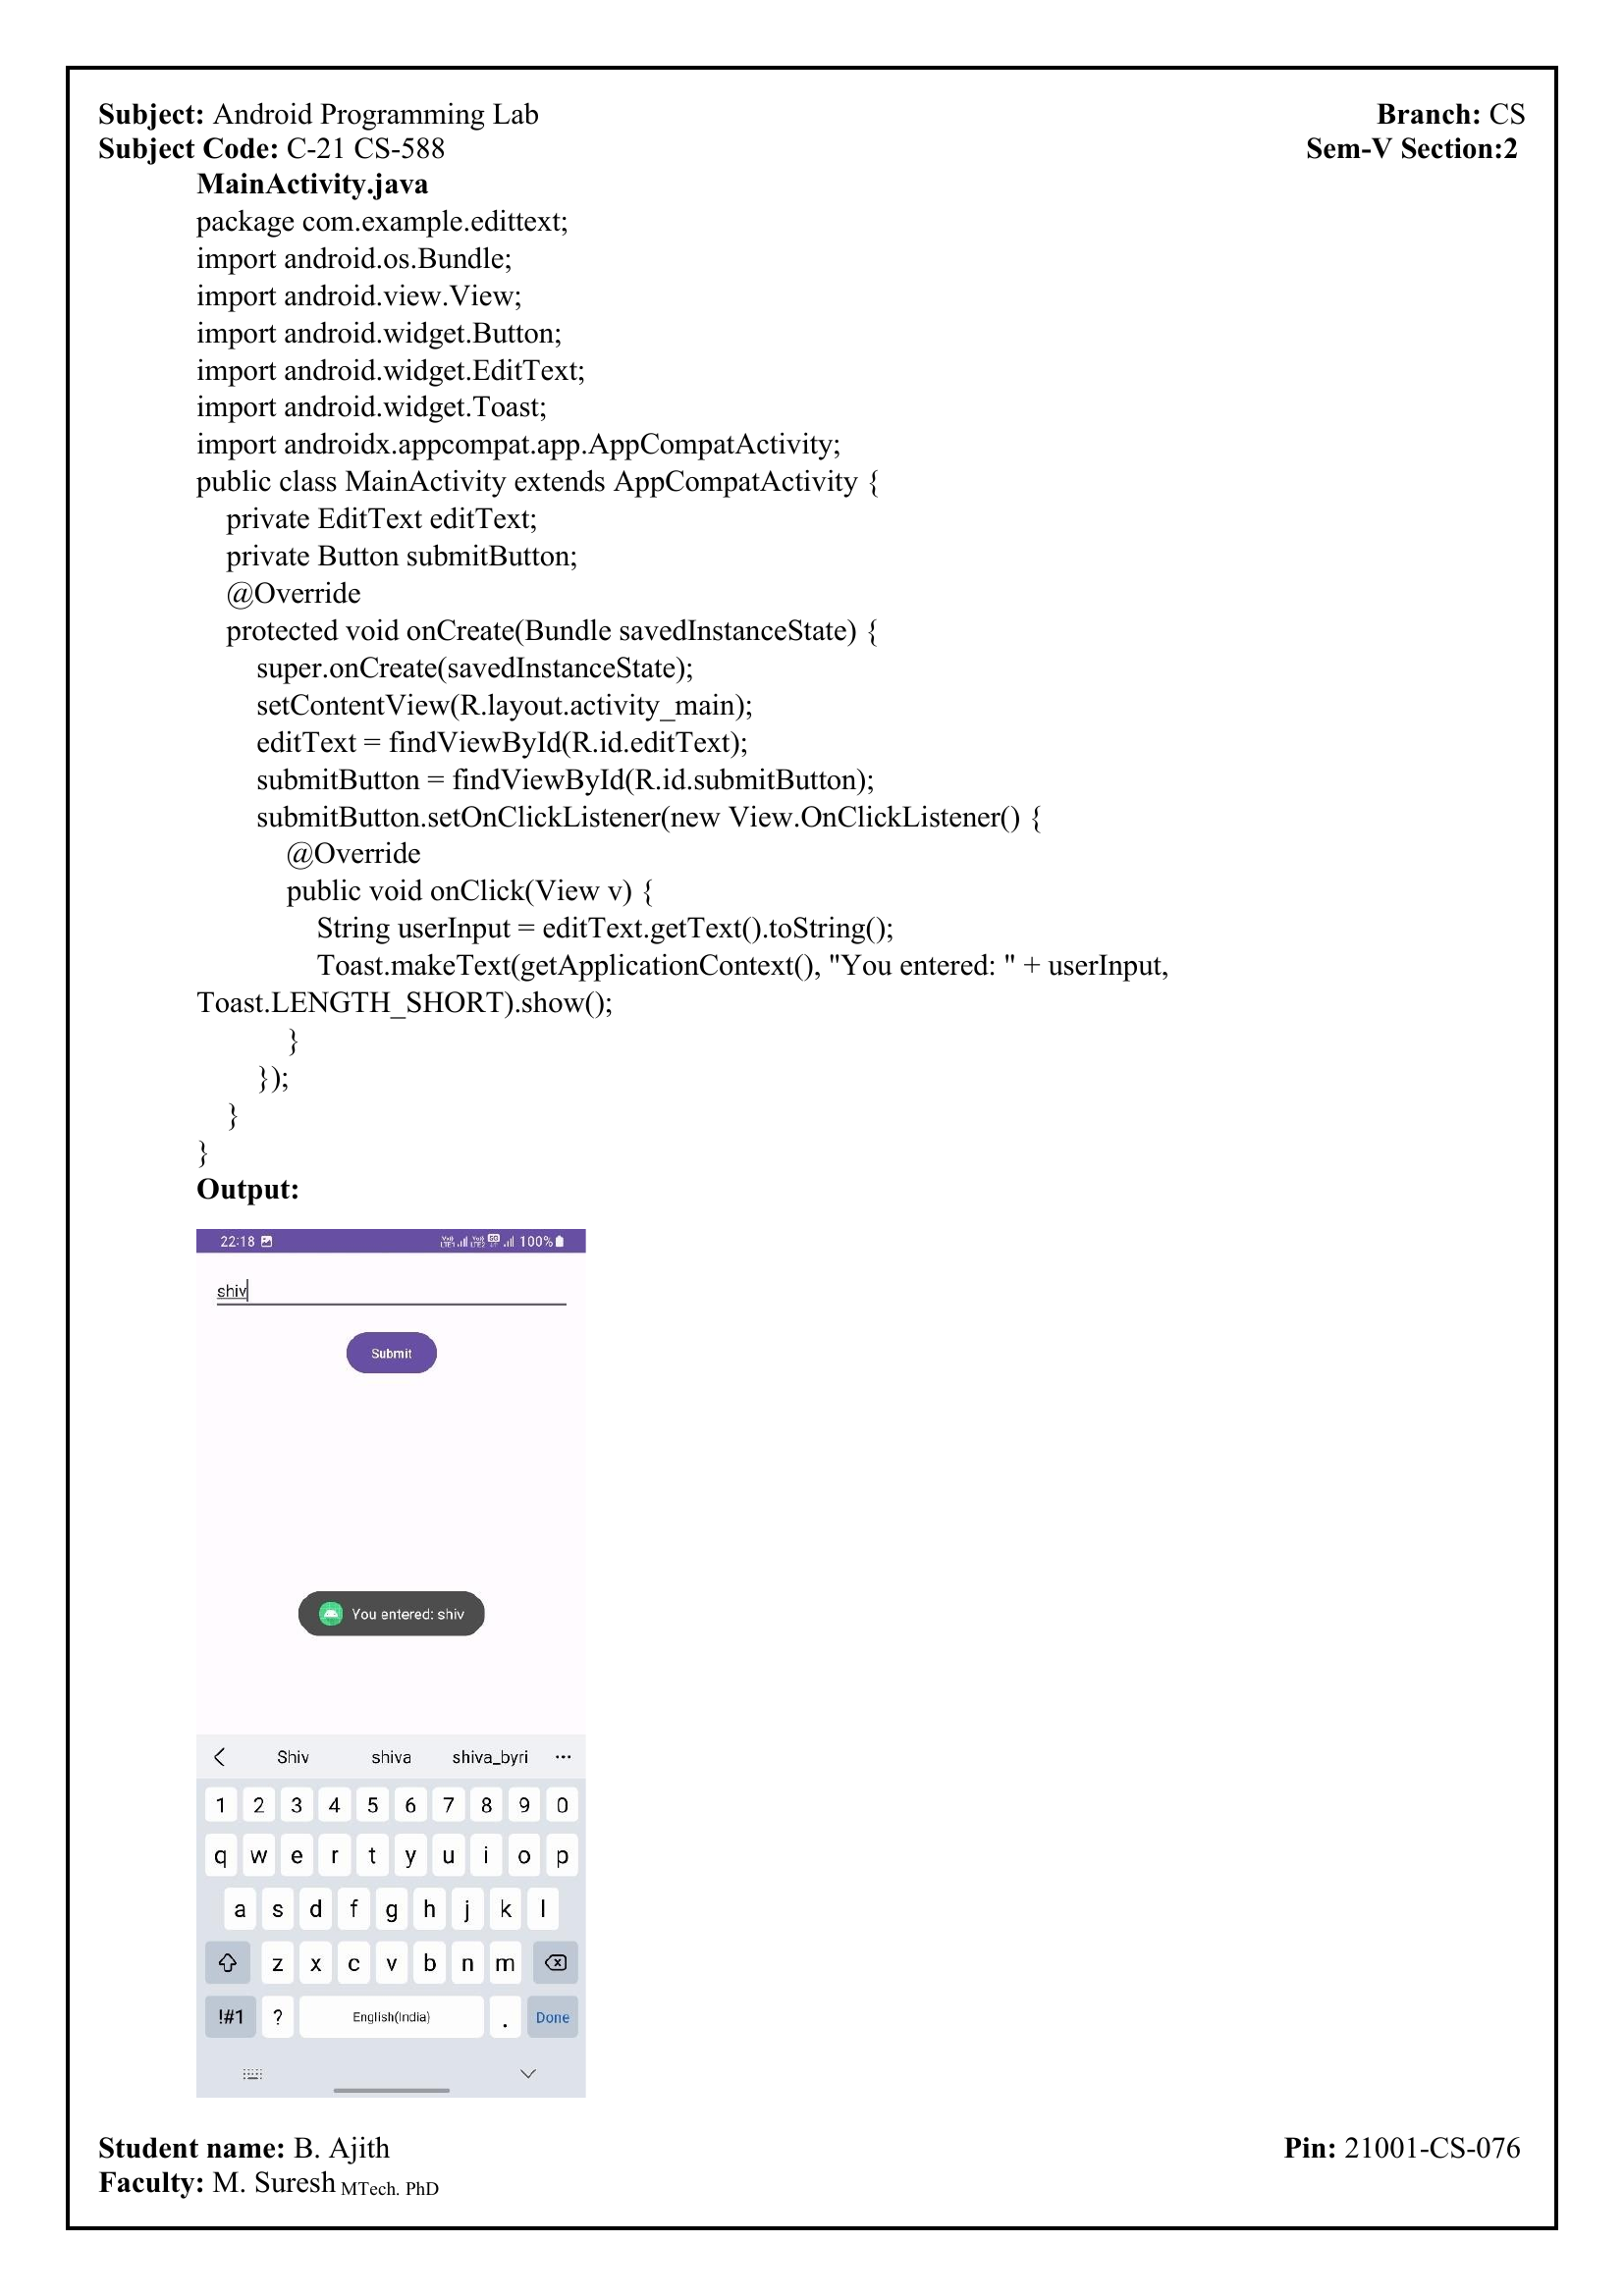 Subject: Android Programming Lab Branch: CS
Subject Code: C-21 CS-588 Sem-V Section:2
MainActivity.java
package com.example.edittext;
import android.os.Bundle;
import android.view.View;
import android.widget.Button;
import android.widget.EditText;
import android.widget.Toast;
import androidx.appcompat.app.AppCompatActivity;
public class MainActivity extends AppCompatActivity {
private EditText editText;
private Button submitButton;
@Override
protected void onCreate(Bundle savedInstanceState) {
super.onCreate(savedInstanceState);
setContentView(R.layout.activity_main);
editText = findViewById(R.id.editText);
submitButton = findViewById(R.id.submitButton);
submitButton.setOnClickListener(new View.OnClickListener() {
@Override
public void onClick(View v) {
String userInput = editText.getText().toString();
Toast.makeText(getApplicationContext(), "You entered: " + userInput,
Toast.LENGTH_SHORT).show();
}
});
}
}
Output:
22:18 100%
shiv
Submit
You entered: shiv
Shiv shiva shiva_byri ...
1 2 3 4 5 6 7 8 9 0
q w e r t y u i o p
a s d f g h j k l
z x c v b n m
!#1 ? English(India) . Done
Student name: B. Ajith Pin: 21001-CS-076
Faculty: M. Suresh MTech. PhD